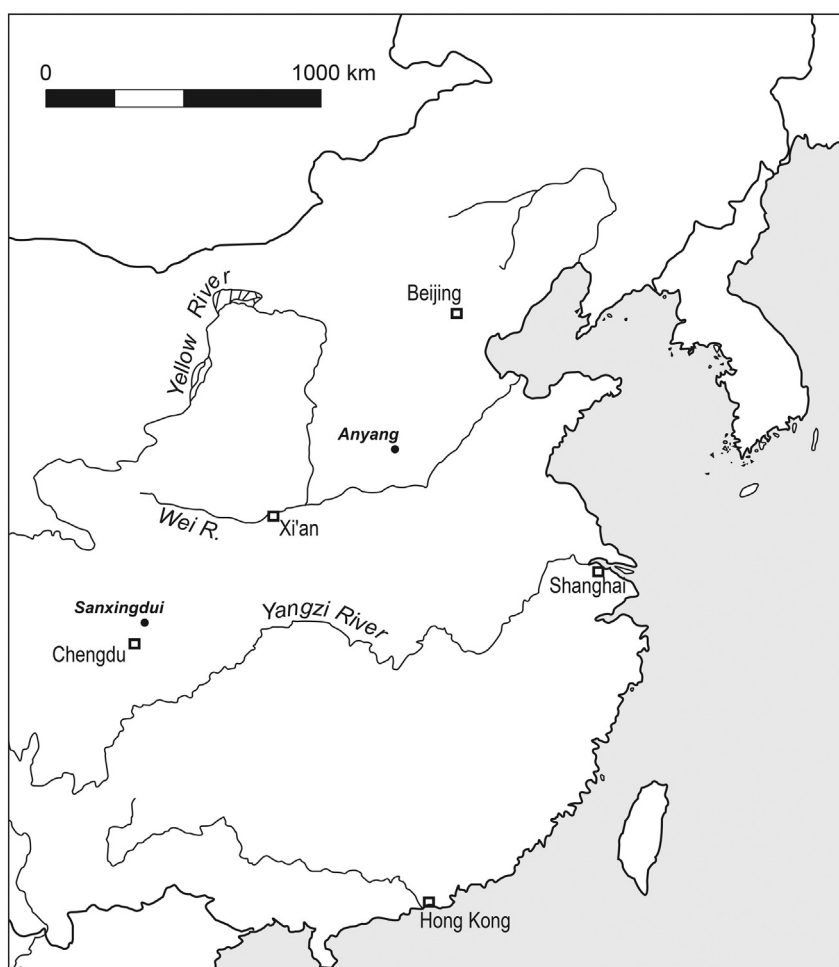 0 1000 km
Yellow River
Beijing
Anyang
Wei R.
Xi'an
Shanghai
Sanxingdui
Yangzi River
Chengdu
Hong Kong